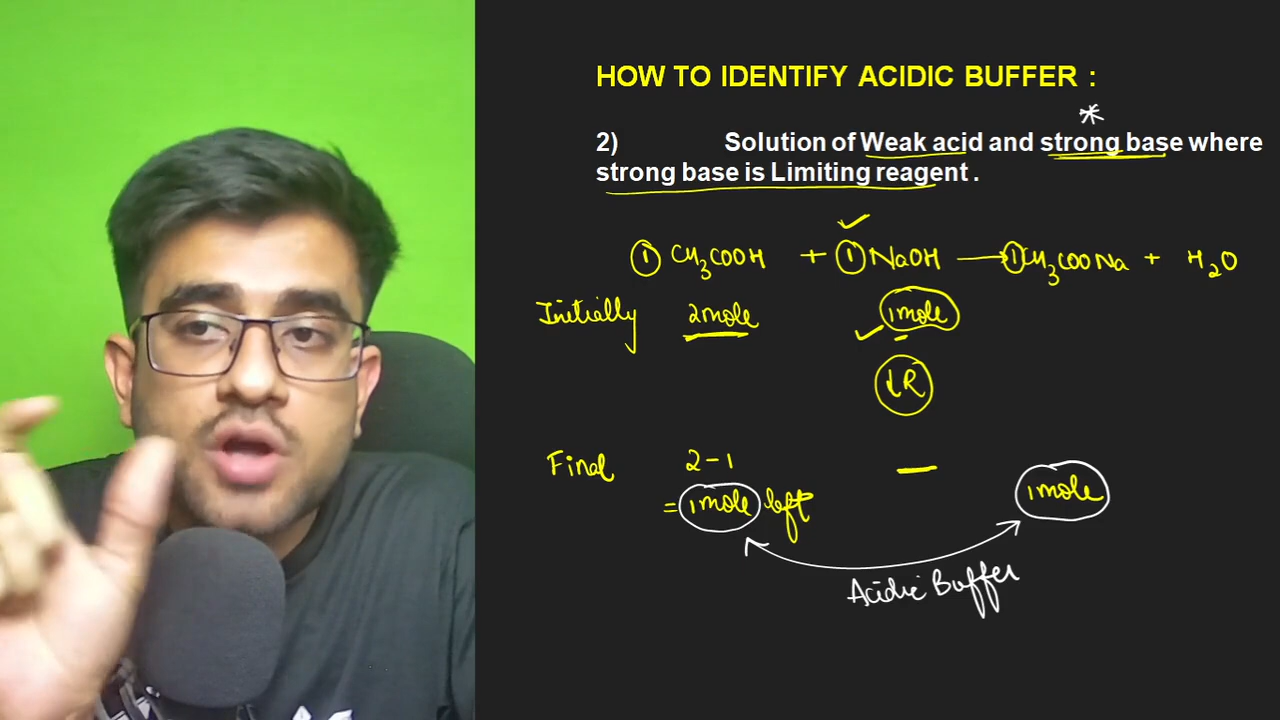 HOW TO IDENTIFY ACIDIC BUFFER :
*
2) Solution of Weak acid and strong base where
strong base is Limiting reagent .
① CH₃COOH + ① NaOH → ① CH₃COONa + H₂O
Initially 2mole 1mole
LR
Final 2-1 –
= 1mole left 1mole
Acidic Buffer